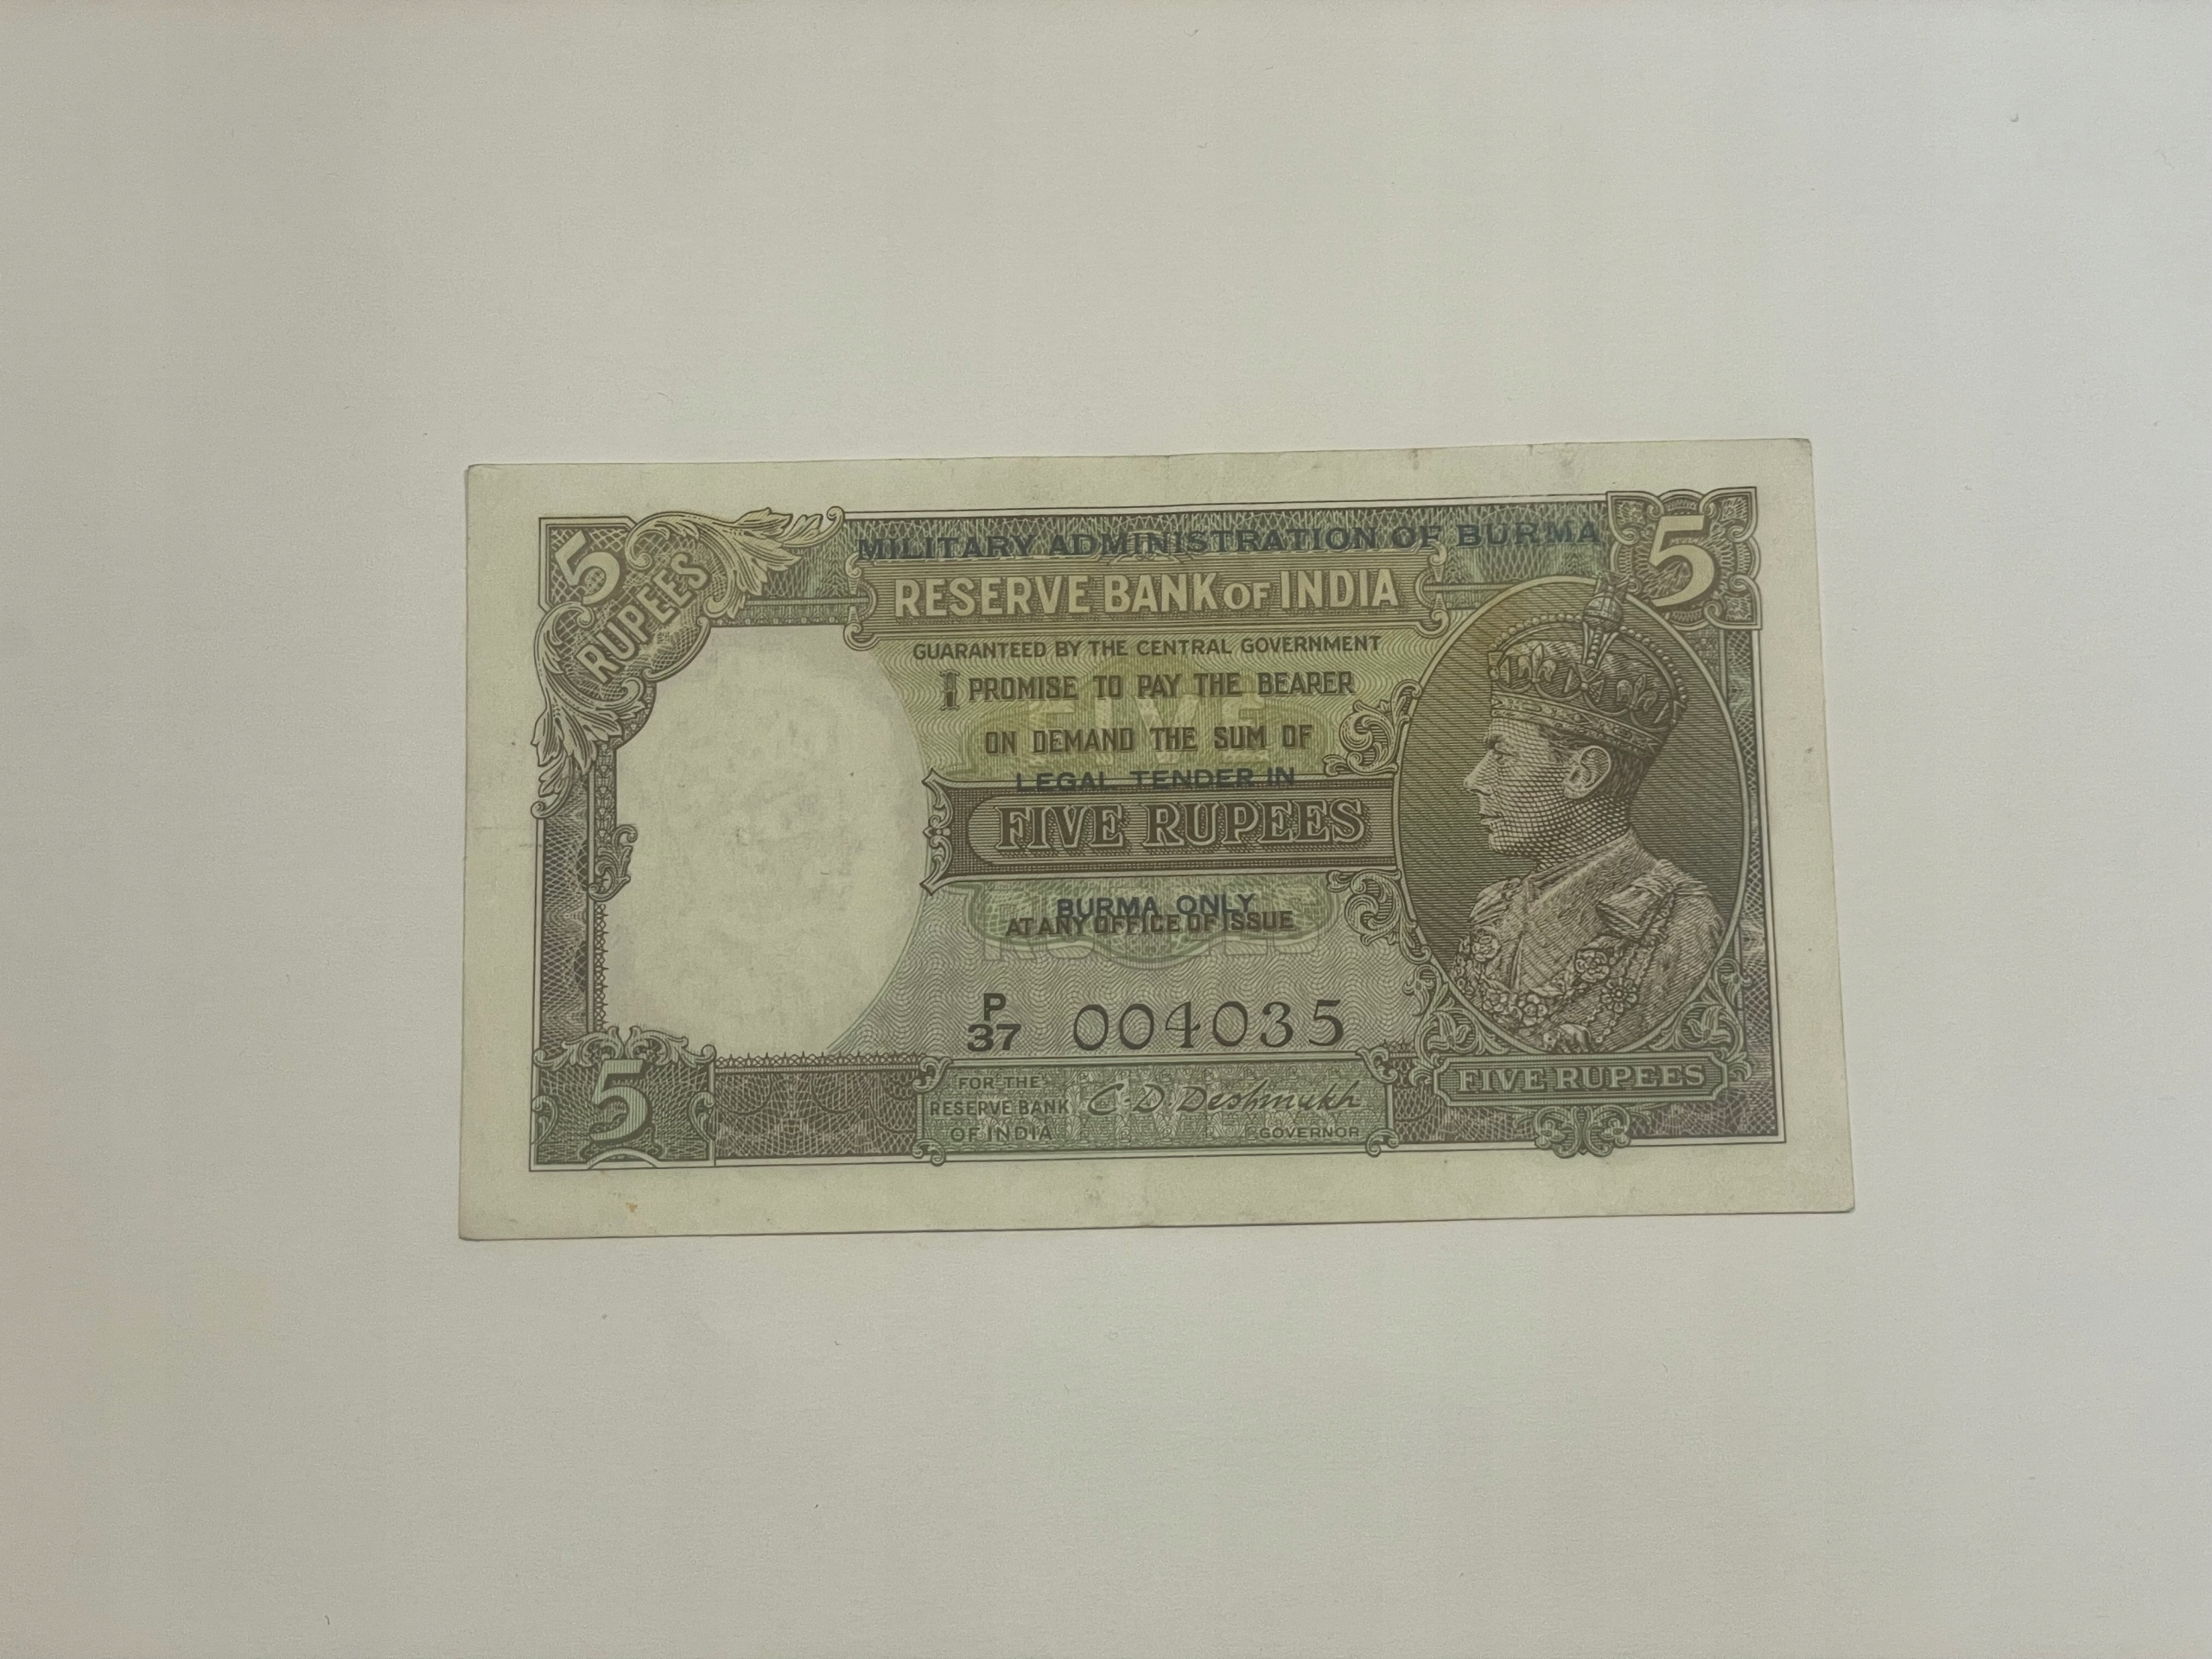 MILITARY ADMINISTRATION OF BURMA
5
RUPEES
5
RESERVE BANK OF INDIA
GUARANTEED BY THE CENTRAL GOVERNMENT
I PROMISE TO PAY THE BEARER
FIVE
ON DEMAND THE SUM OF
LEGAL TENDER IN
FIVE RUPEES
BURMA ONLY
AT ANY OFFICE OF ISSUE
RUPEES
P
37 004035
5
FOR THE
RESERVE BANK
OF INDIA
C. D. Deshmukh
GOVERNOR
FIVE RUPEES